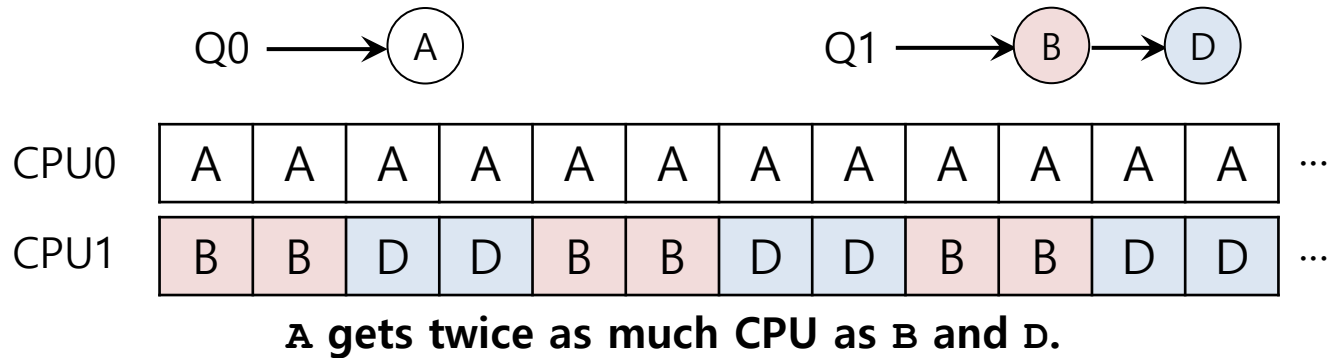 Q0 A Q1 B D
CPU0 A A A A A A A A A A A A ...
CPU1 B B D D B B D D B B D D ...
A gets twice as much CPU as B and D.